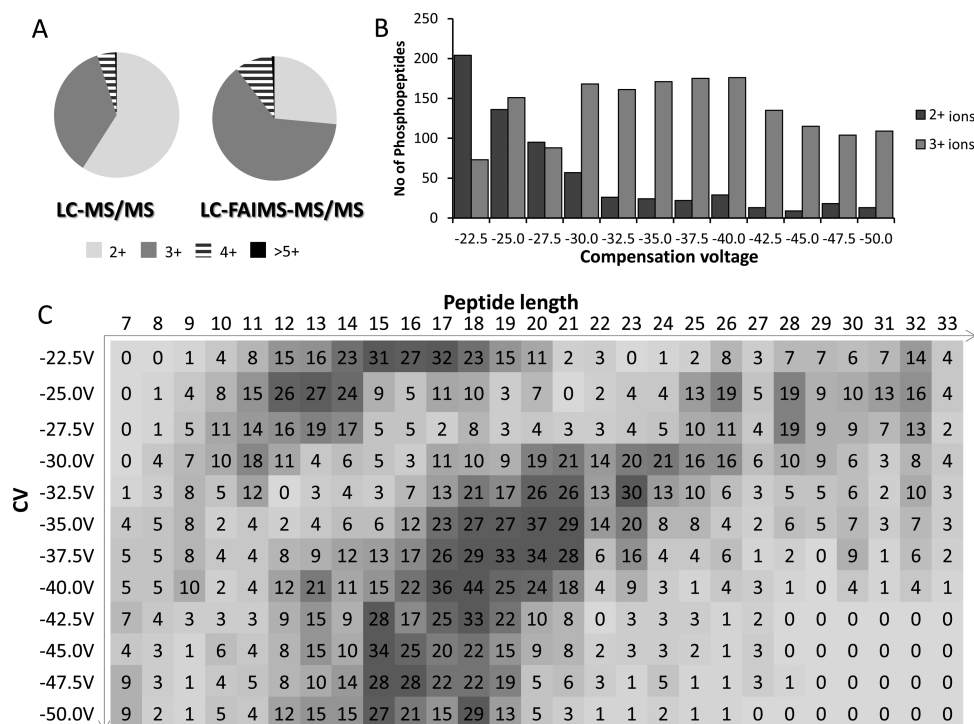 A
LC-MS/MS LC-FAIMS-MS/MS
2+ 3+ 4+ >5+
B
No of Phosphopeptides
250
200
150
100
50
0
-22.5 -25.0 -27.5 -30.0 -32.5 -35.0 -37.5 -40.0 -42.5 -45.0 -47.5 -50.0
Compensation voltage
2+ ions
3+ ions
C
Peptide length
7 8 9 10 11 12 13 14 15 16 17 18 19 20 21 22 23 24 25 26 27 28 29 30 31 32 33
CV
-22.5V 0 0 1 4 8 15 16 23 31 27 32 23 15 11 2 3 0 1 2 8 3 7 7 6 7 14 4
-25.0V 0 1 4 8 15 26 27 24 9 5 11 10 3 7 0 2 4 4 13 19 5 19 9 10 13 16 4
-27.5V 0 1 5 11 14 16 19 17 5 5 2 8 3 4 3 3 4 5 10 11 4 19 9 9 7 13 2
-30.0V 0 4 7 10 18 11 4 6 5 3 11 10 9 19 21 14 20 21 16 16 6 10 9 6 3 8 4
-32.5V 1 3 8 5 12 0 3 4 3 7 13 21 17 26 26 13 30 13 10 6 3 5 5 6 2 10 3
-35.0V 4 5 8 2 4 2 4 6 6 12 23 27 27 37 29 14 20 8 8 4 2 6 5 7 3 7 3
-37.5V 5 5 8 4 4 8 9 12 13 17 26 29 33 34 28 6 16 4 4 6 1 2 0 9 1 6 2
-40.0V 5 5 10 2 4 12 21 11 15 22 36 44 25 24 18 4 9 3 1 4 3 1 0 4 1 4 1
-42.5V 7 4 3 3 3 9 15 9 28 17 25 33 22 10 8 0 3 3 3 1 2 0 0 0 0 0 0
-45.0V 4 3 1 6 4 8 15 10 34 25 20 22 15 9 8 2 3 3 2 1 3 0 0 0 0 0 0
-47.5V 9 3 1 4 5 8 10 14 28 28 22 22 19 5 6 3 1 5 1 1 3 1 0 0 0 0 0
-50.0V 9 2 1 5 4 12 15 15 27 21 15 29 13 5 3 1 1 2 1 1 0 0 0 0 0 0 0